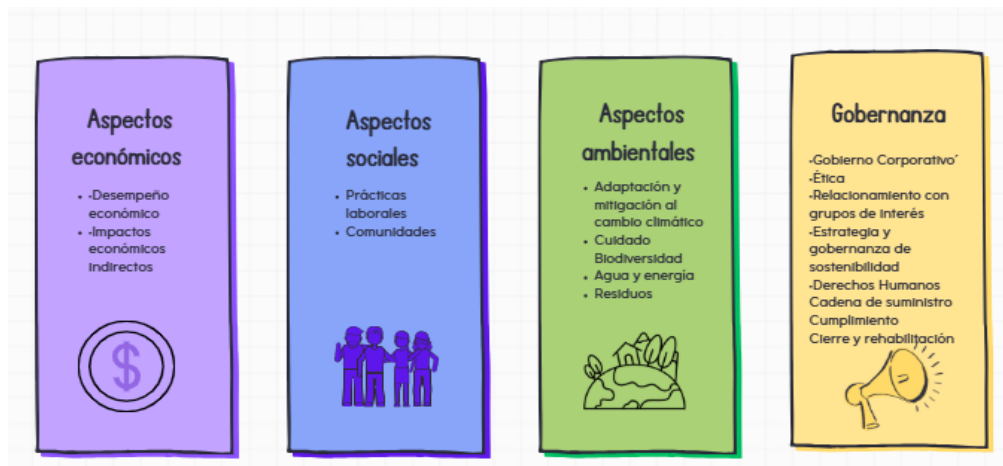 Aspectos
económicos
• -Desempeño
económico
• -Impactos
económicos
indirectos
Aspectos
sociales
• Prácticas
laborales
• Comunidades
Aspectos
ambientales
• Adaptación y
mitigación al
cambio climático
• Cuidado
Biodiversidad
• Agua y energía
• Residuos
Gobernanza
-Gobierno Corporativo´
-Ética
-Relacionamiento con
grupos de interés
-Estrategia y
gobernanza de
sostenibilidad
-Derechos Humanos
Cadena de suministro
Cumplimiento
Cierre y rehabilitación
$